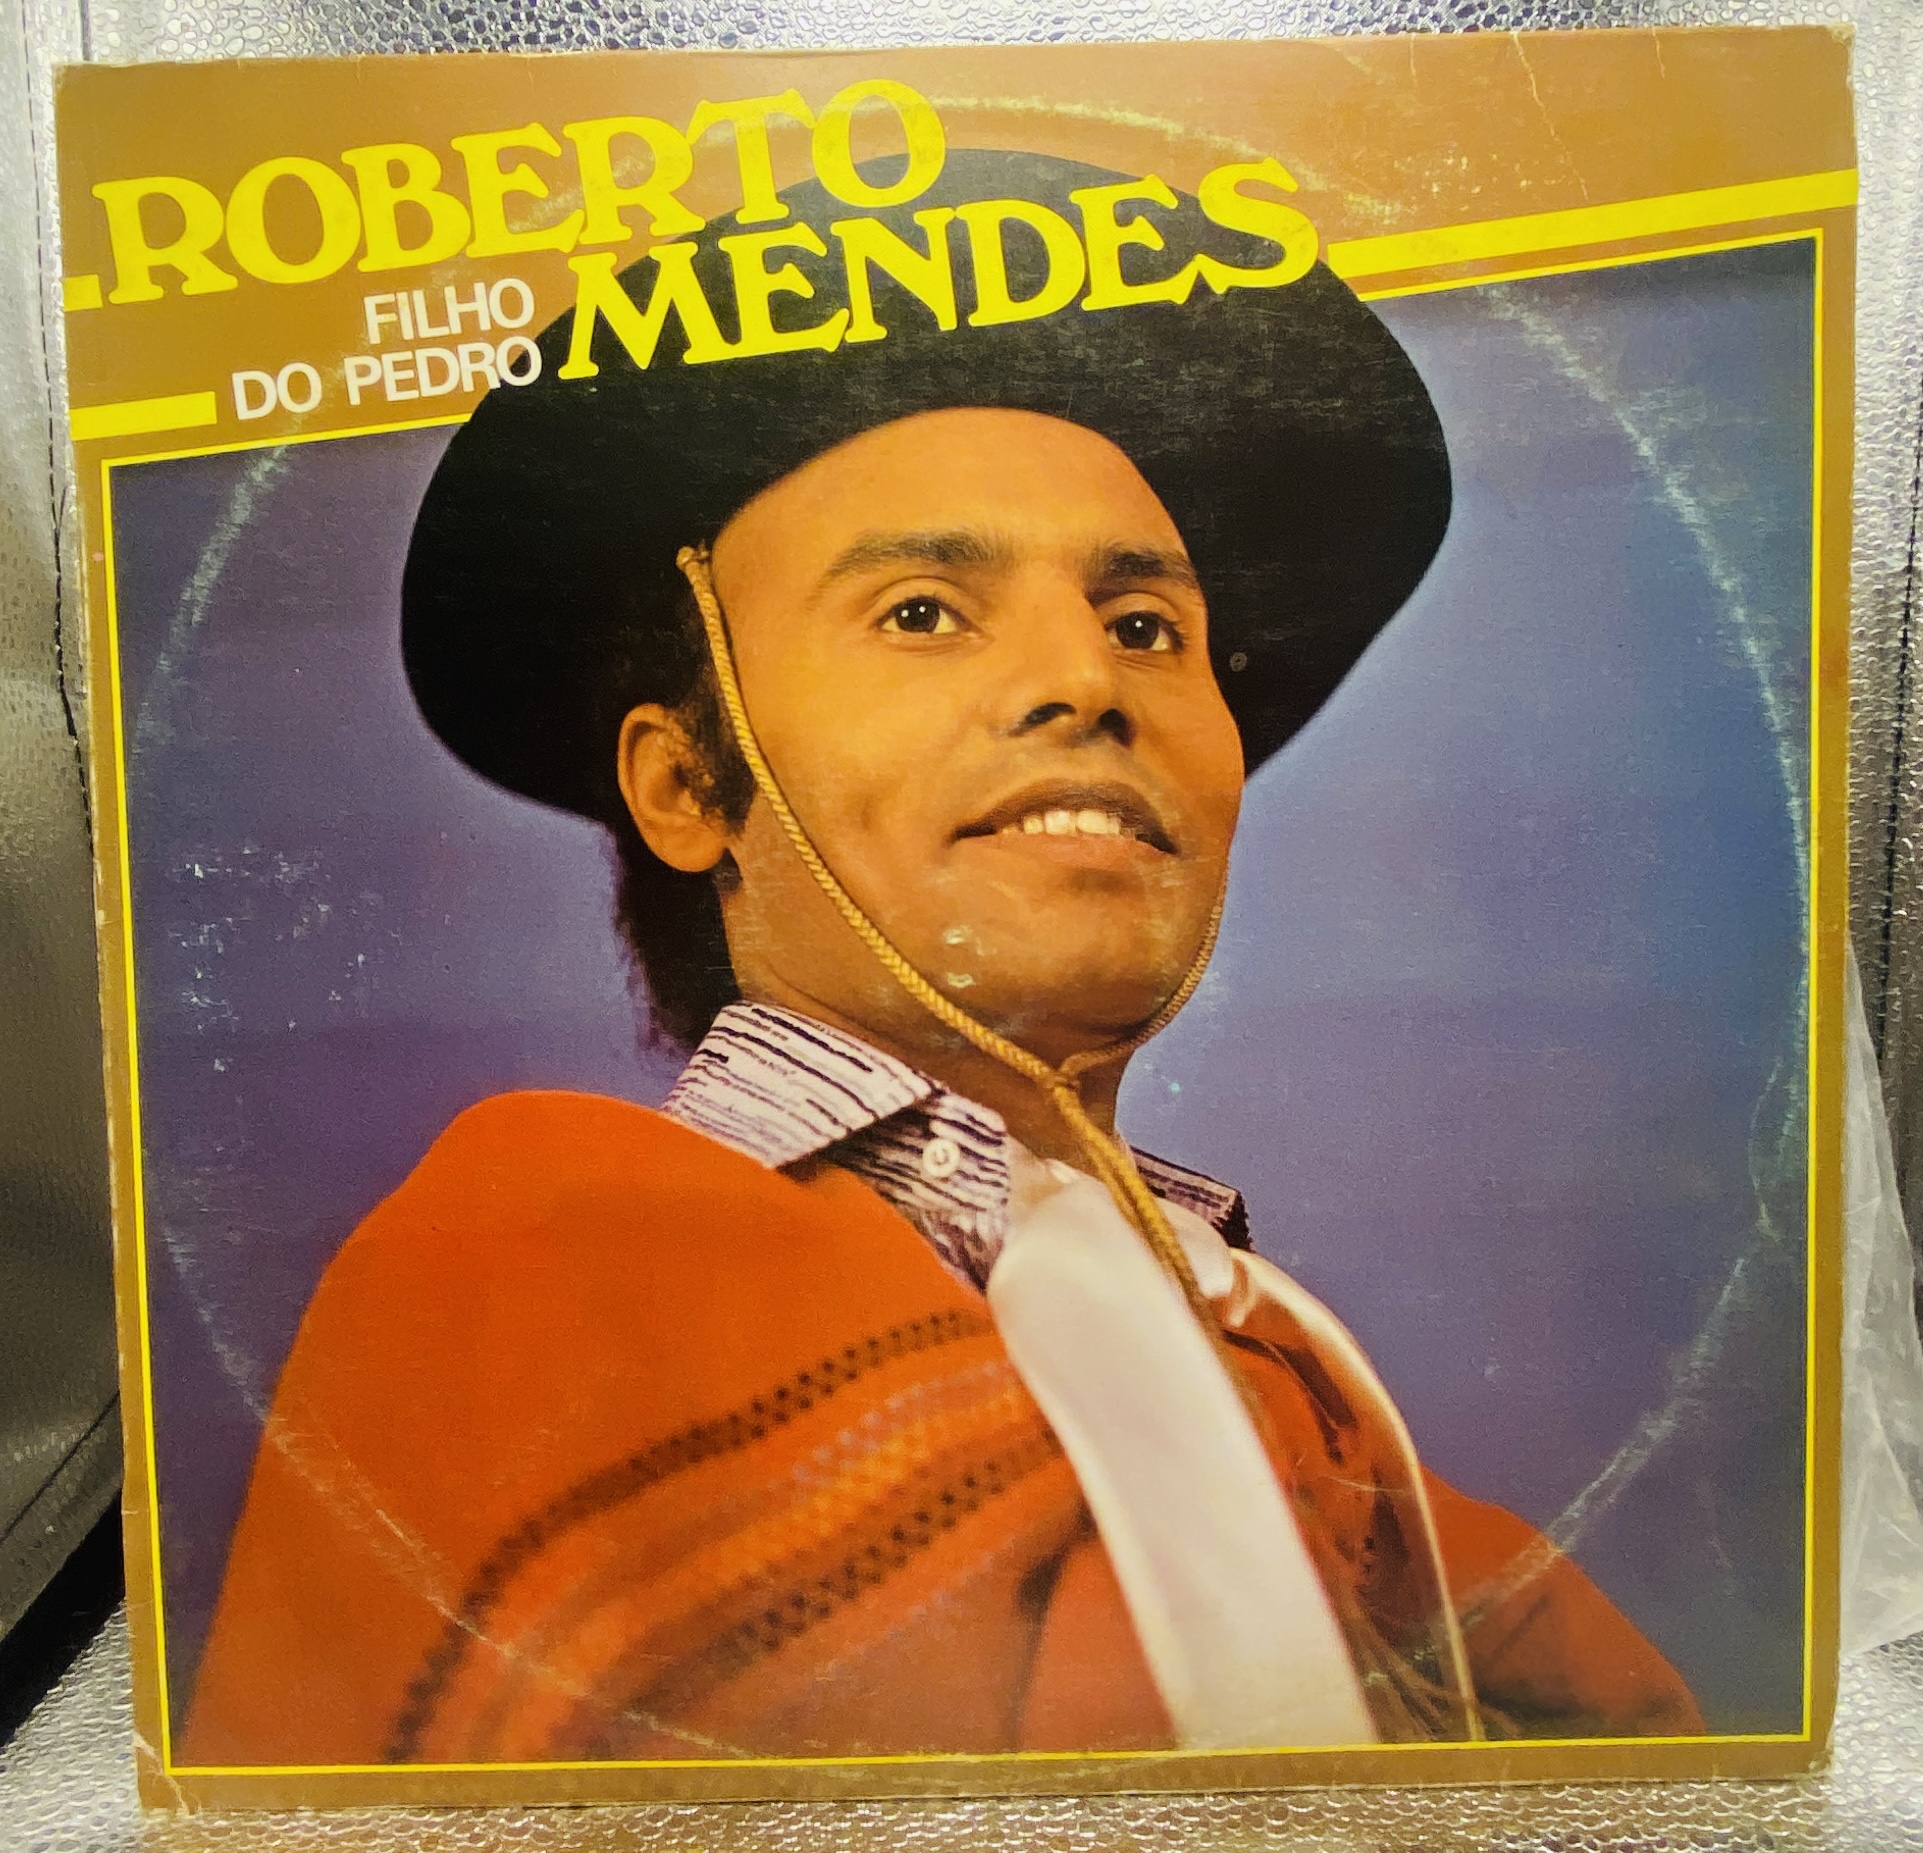 ROBERTO
MENDES
FILHO
DO PEDRO